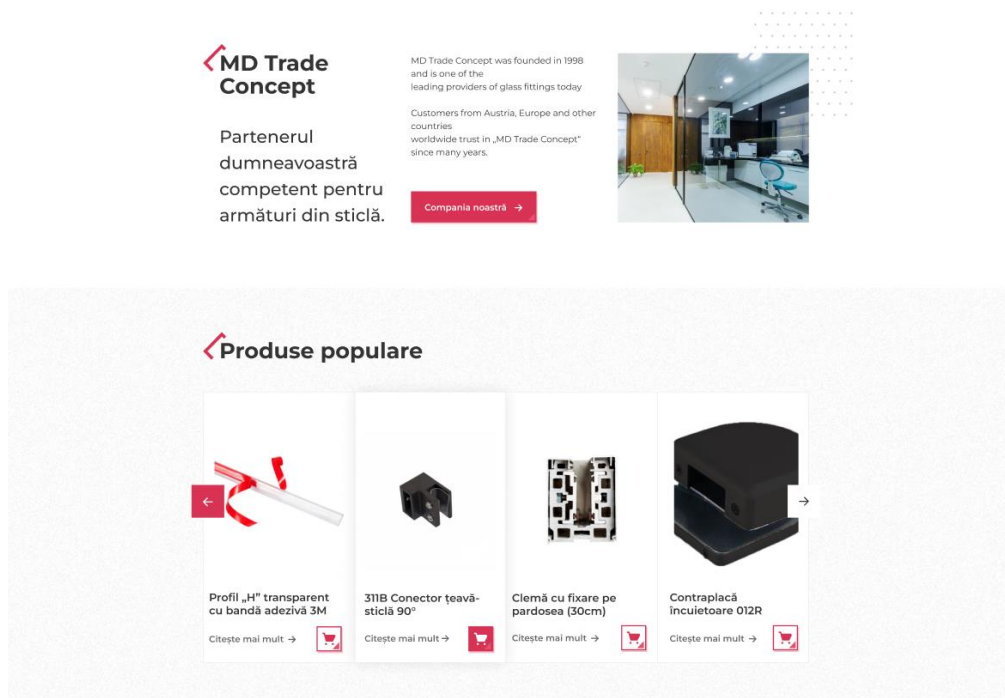 MD Trade
Concept
Partenerul
dumneavoastră
competent pentru
armături din sticlă.
MD Trade Concept was founded in 1998
and is one of the
leading providers of glass fittings today
Customers from Austria, Europe and other
countries
worldwide trust in „MD Trade Concept”
since many years.
Compania noastră →
Produse populare
Profil „H” transparent
cu bandă adezivă 3M
Citește mai mult →
311B Conector țeavă-
sticlă 90°
Citește mai mult →
Clemă cu fixare pe
pardosea (30cm)
Citește mai mult →
Contraplacă
încuietoare 012R
Citește mai mult →